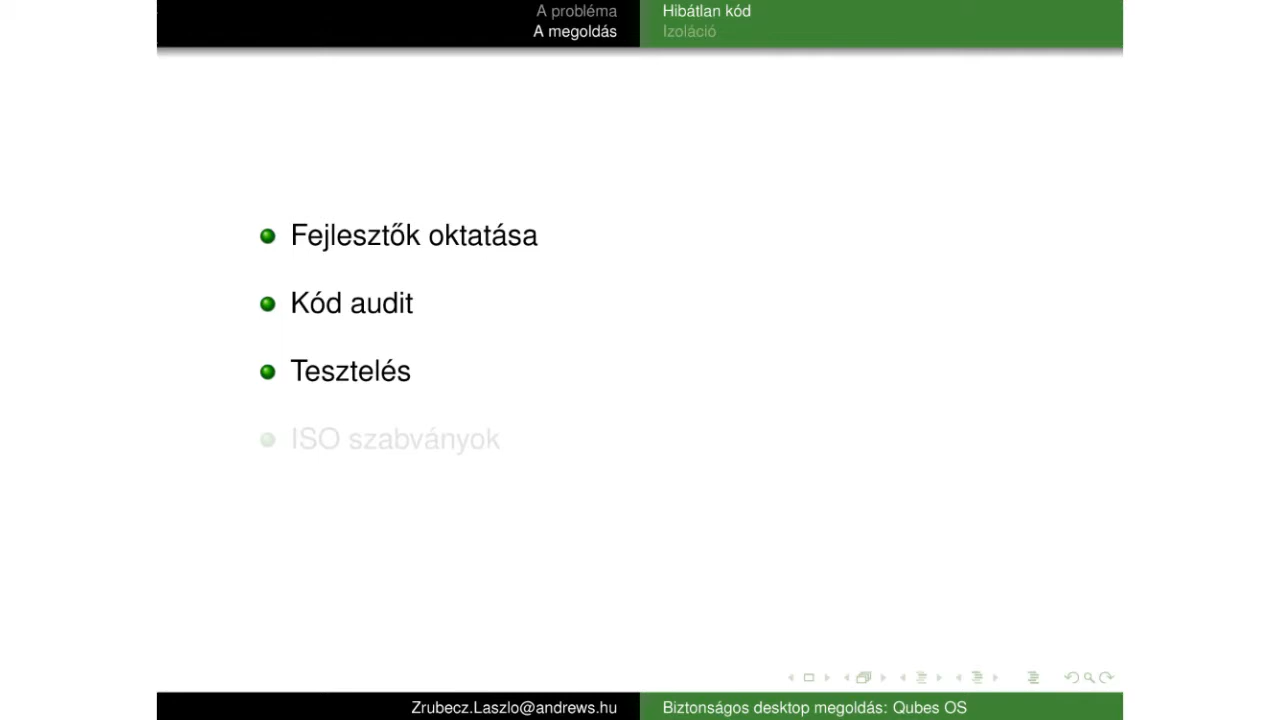 A probléma
A megoldás
Hibátlan kód
Izoláció
Fejlesztők oktatása
Kód audit
Tesztelés
ISO szabványok
Zrubecz.Laszlo@andrews.hu
Biztonságos desktop megoldás: Qubes OS